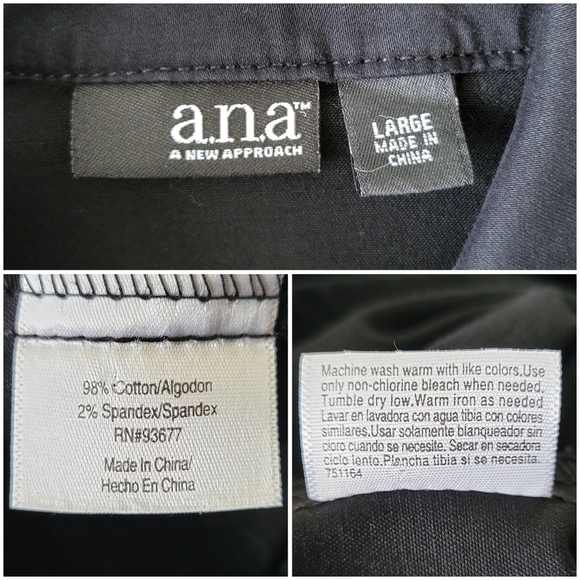 a.n.a™
A NEW APPROACH
LARGE
MADE IN
CHINA
98% Cotton/Algodon
2% Spandex/Spandex
RN#93677
Made In China/
Hecho En China
Machine wash warm with like colors.Use
only non-chlorine bleach when needed.
Tumble dry low.Warm iron as needed
Lavar en lavadora con agua tibia con colores
similares.Usar solamente blanqueador sin
cloro cuando se necesite. Secar en secadora
ciclo lento.Plancha tibia si se necesita.
751164